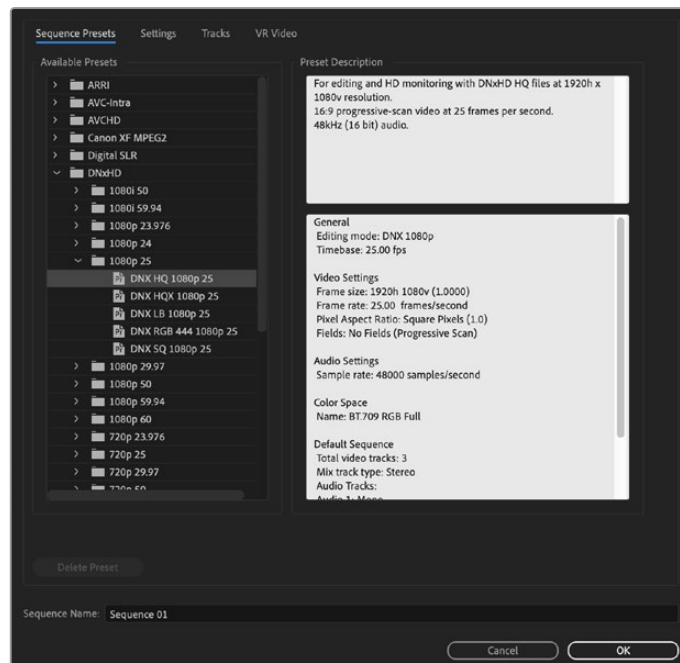 Sequence Presets Settings Tracks VR Video
Available Presets
ARRI
AVC-Intra
AVCHD
Canon XF MPEG2
Digital SLR
DNxHD
1080i 50
1080i 59.94
1080p 23.976
1080p 24
1080p 25
DNX HQ 1080p 25
DNX HQX 1080p 25
DNX LB 1080p 25
DNX RGB 444 1080p 25
DNX SQ 1080p 25
1080p 29.97
1080p 50
1080p 59.94
1080p 60
720p 23.976
720p 25
720p 29.97
720p 50
Preset Description
For editing and HD monitoring with DNxHD HQ files at 1920h x
1080v resolution.
16:9 progressive-scan video at 25 frames per second.
48kHz (16 bit) audio.
General
Editing mode: DNX 1080p
Timebase: 25.00 fps
Video Settings
Frame size: 1920h 1080v (1.0000)
Frame rate: 25.00 frames/second
Pixel Aspect Ratio: Square Pixels (1.0)
Fields: No Fields (Progressive Scan)
Audio Settings
Sample rate: 48000 samples/second
Color Space
Name: BT.709 RGB Full
Default Sequence
Total video tracks: 3
Mix track type: Stereo
Audio Tracks:
Audio 1: Mono
Delete Preset
Sequence Name: Sequence 01
Cancel OK